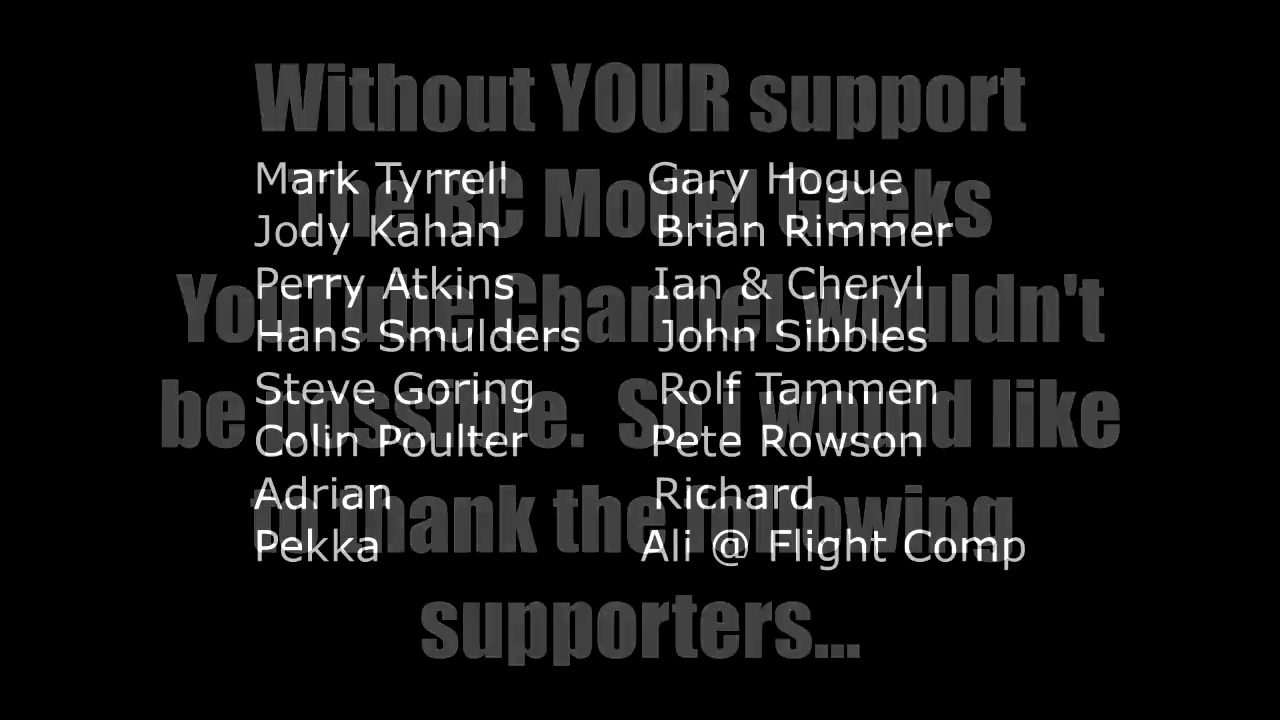 Without YOUR support
The RC Model Geeks
YouTube Channel wouldn't
be possible.  So I would like
to thank the following
supporters...
Mark Tyrrell
Jody Kahan
Perry Atkins
Hans Smulders
Steve Goring
Colin Poulter
Adrian
Pekka
Gary Hogue
Brian Rimmer
Ian & Cheryl
John Sibbles
Rolf Tammen
Pete Rowson
Richard
Ali @ Flight Comp